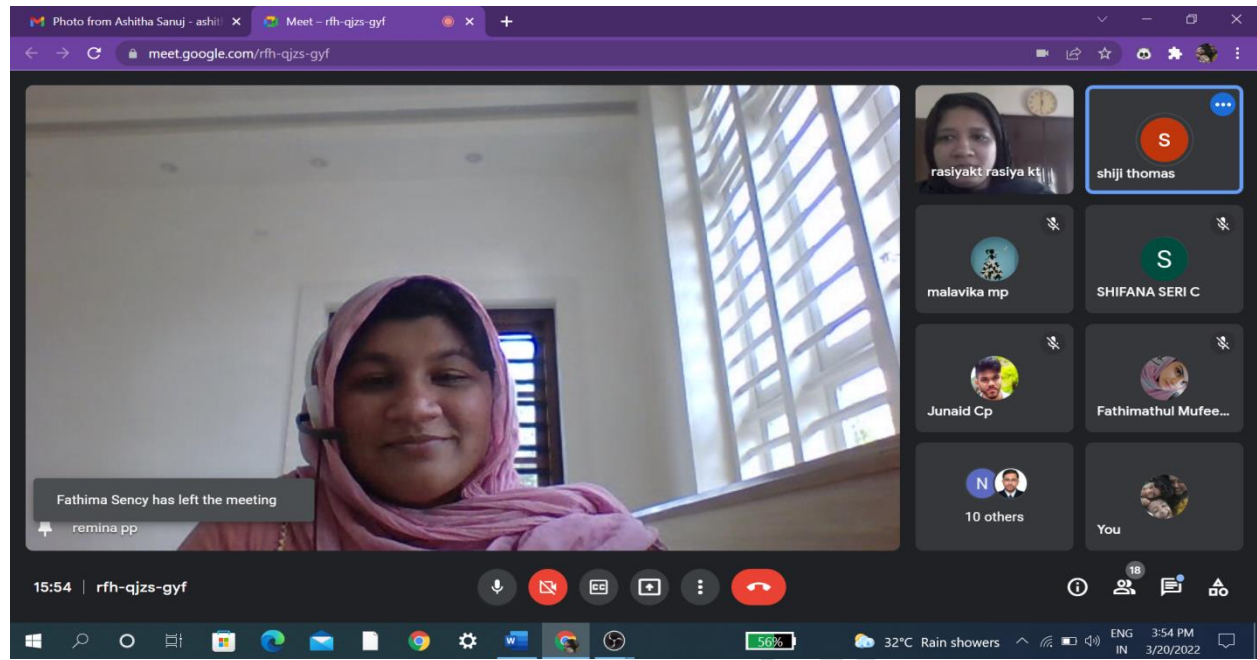 Photo from Ashitha Sanuj - ashit
Meet – rfh-qjzs-gyf
meet.google.com/rfh-qjzs-gyf
rasiyakt rasiya kt
S
shiji thomas
malavika mp
S
SHIFANA SERI C
Junaid Cp
Fathimathul Mufee...
N
10 others
You
Fathima Sency has left the meeting
remina pp
15:54 | rfh-qjzs-gyf
CC
18
W
56%
32°C Rain showers
ENG
IN
3:54 PM
3/20/2022